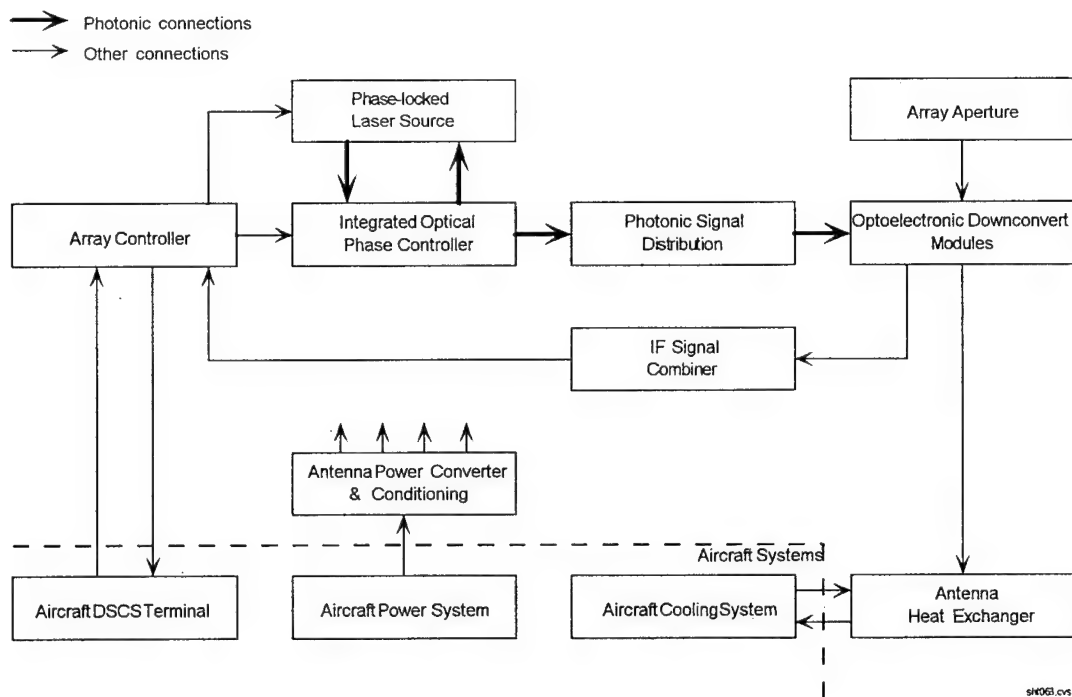 Photonic connections
Other connections
Phase-locked
Laser Source
Array Aperture
Array Controller
Integrated Optical
Phase Controller
Photonic Signal
Distribution
Optoelectronic Downconvert
Modules
IF Signal
Combiner
Antenna Power Converter
& Conditioning
Aircraft Systems
Aircraft DSCS Terminal
Aircraft Power System
Aircraft Cooling System
Antenna
Heat Exchanger